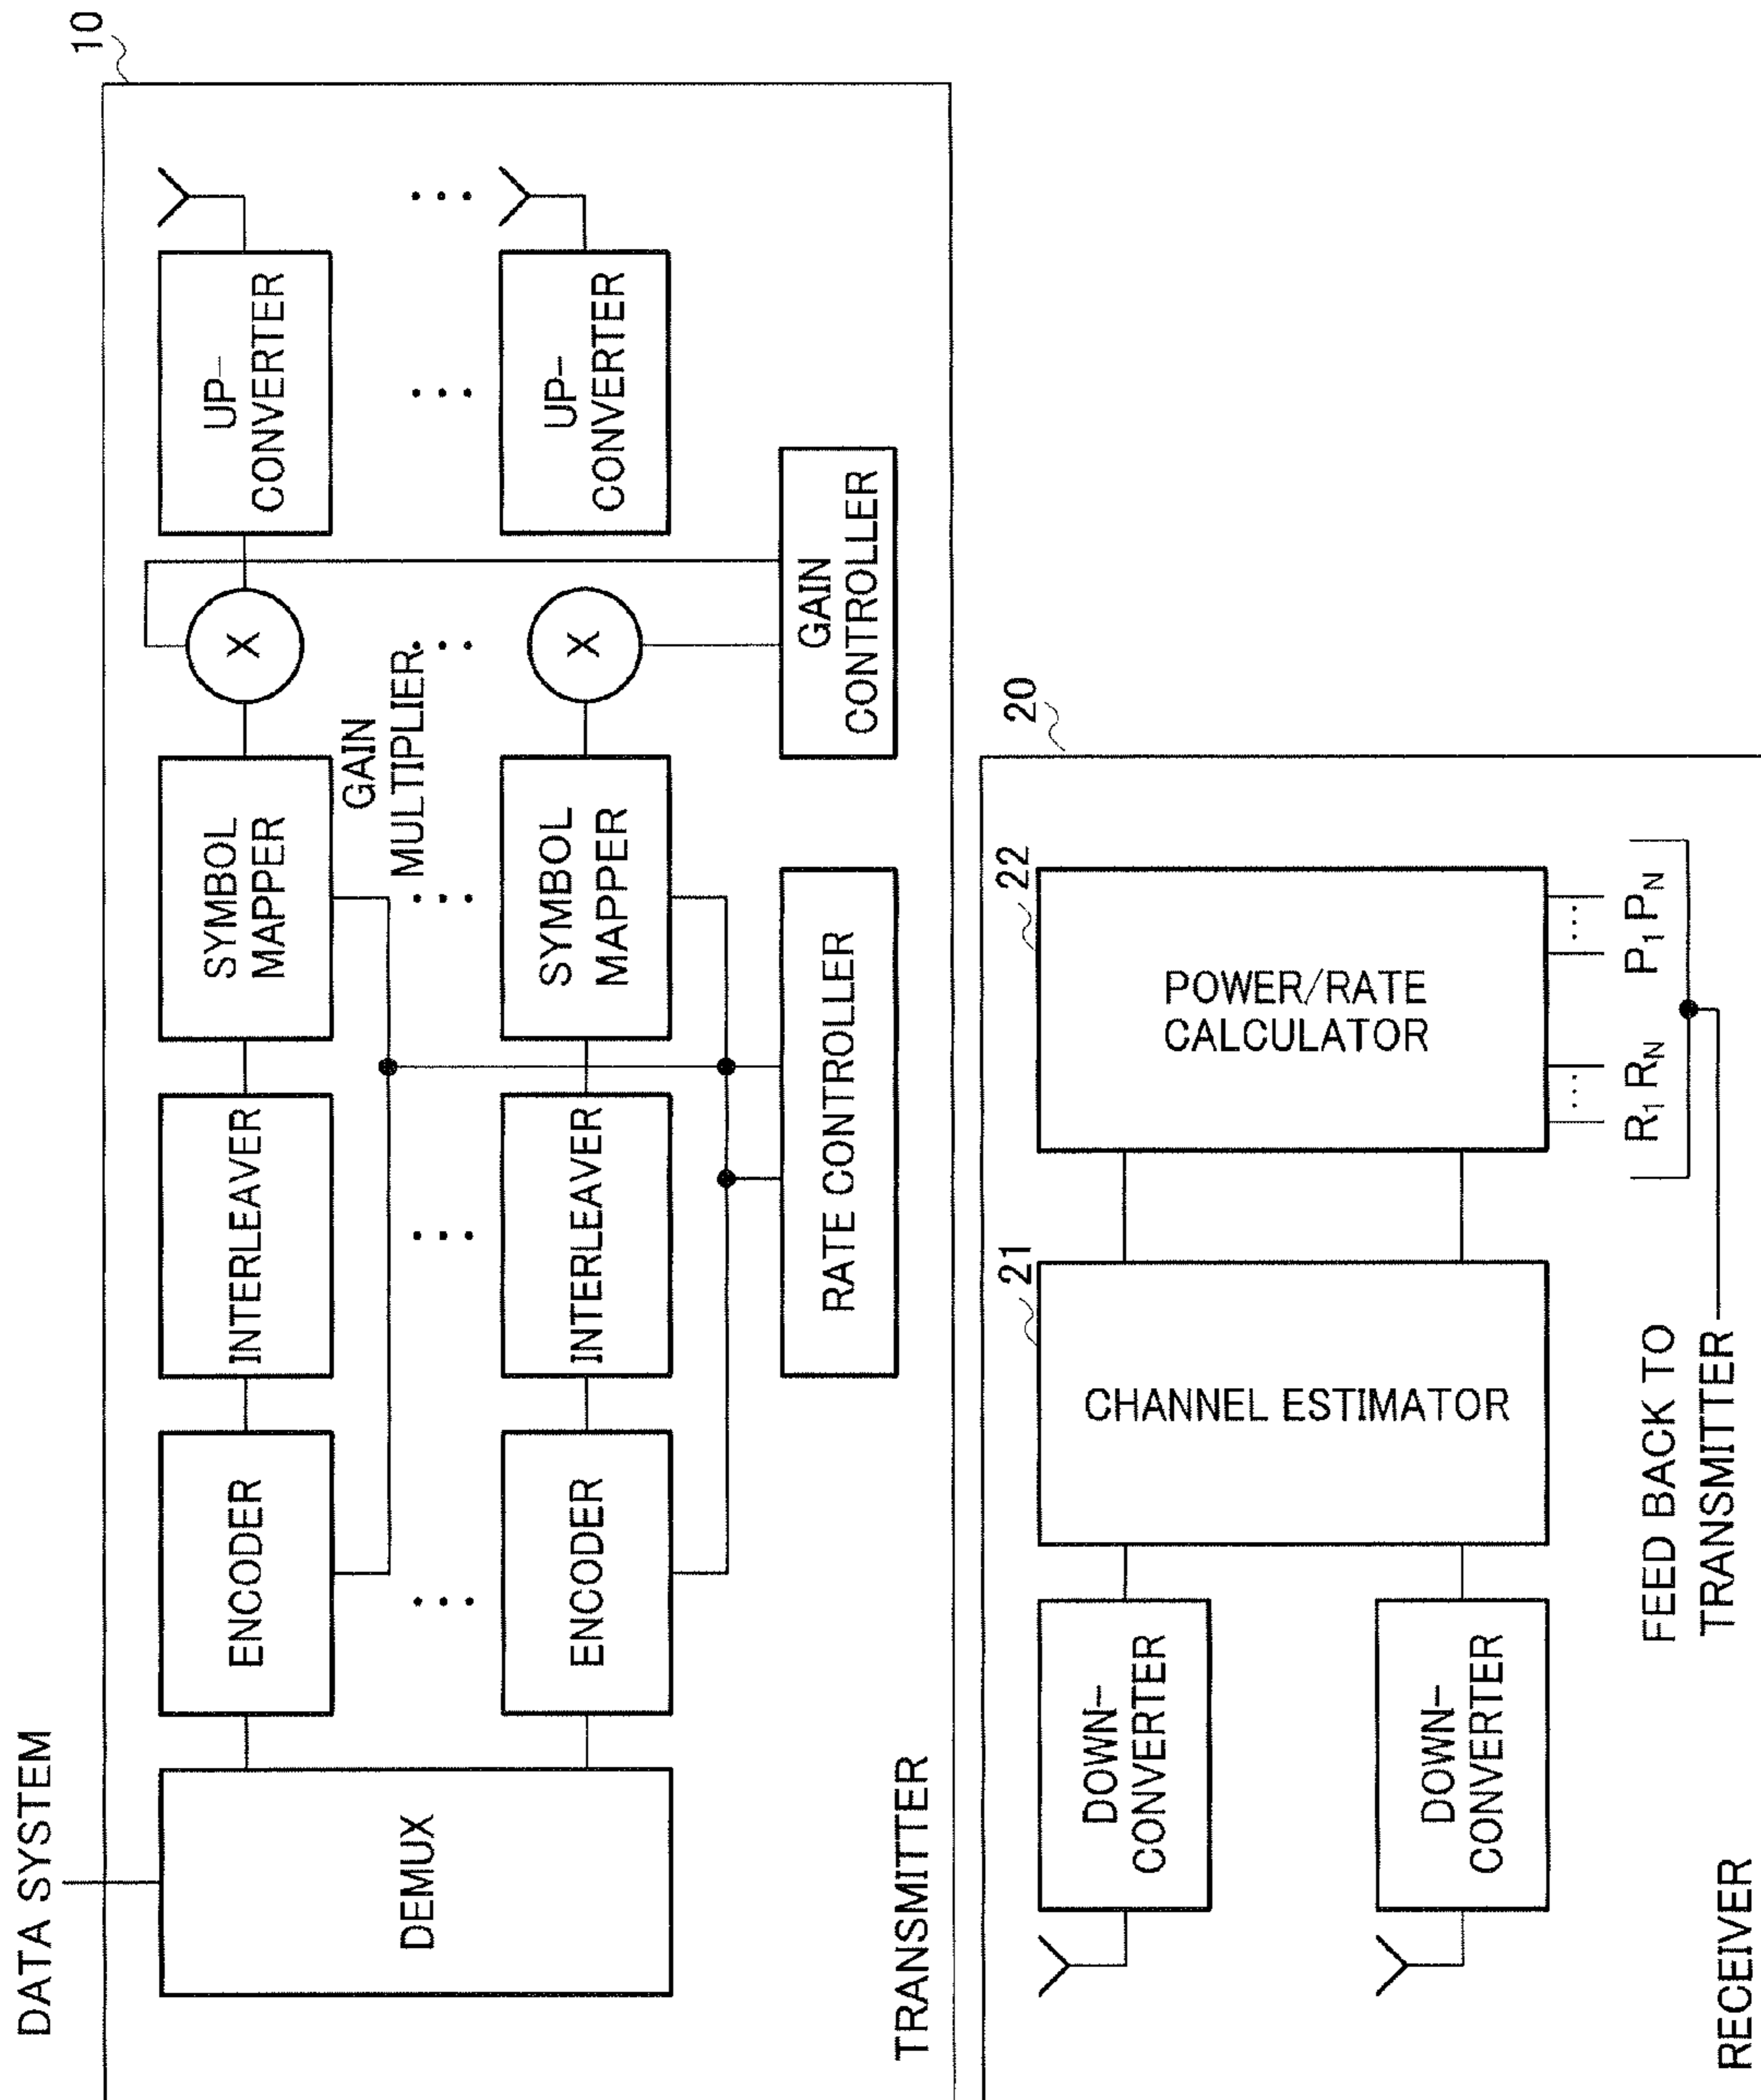 DATA SYSTEM
10
DEMUX
ENCODER
INTERLEAVER
SYMBOL
MAPPER
X
UP-
CONVERTER
GAIN
MULTIPLIER
...
...
...
...
...
...
ENCODER
INTERLEAVER
SYMBOL
MAPPER
X
UP-
CONVERTER
RATE CONTROLLER
GAIN
CONTROLLER
TRANSMITTER
20
21
22
DOWN-
CONVERTER
CHANNEL ESTIMATOR
POWER/RATE
CALCULATOR
DOWN-
CONVERTER
... ...
R₁ R_N P₁ P_N
FEED BACK TO
TRANSMITTER
RECEIVER